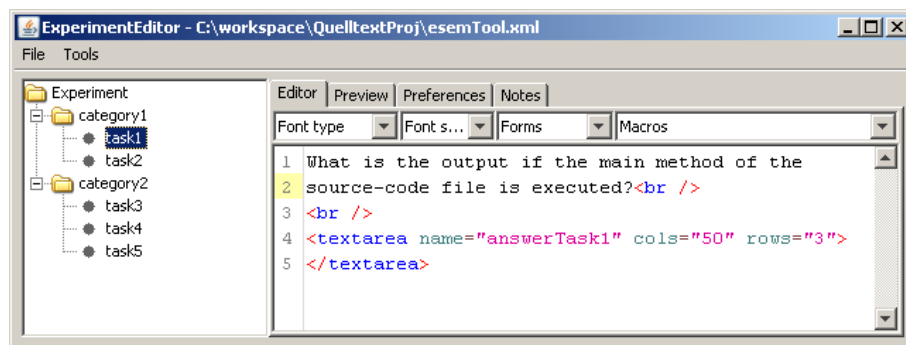 ExperimentEditor - C:\workspace\QuelltextProj\esemTool.xml
File Tools
Experiment
category1
task1
task2
category2
task3
task4
task5
Editor Preview Preferences Notes
Font type Font s... Forms Macros
1 What is the output if the main method of the
2 source-code file is executed?<br />
3 <br />
4 <textarea name="answerTask1" cols="50" rows="3">
5 </textarea>